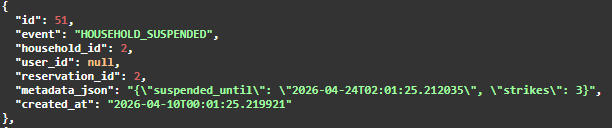 {
"id": 51,
"event": "HOUSEHOLD_SUSPENDED",
"household_id": 2,
"user_id": null,
"reservation_id": 2,
"metadata_json": "{\"suspended_until\": \"2026-04-24T02:01:25.212035\", \"strikes\": 3}",
"created_at": "2026-04-10T00:01:25.219921"
},